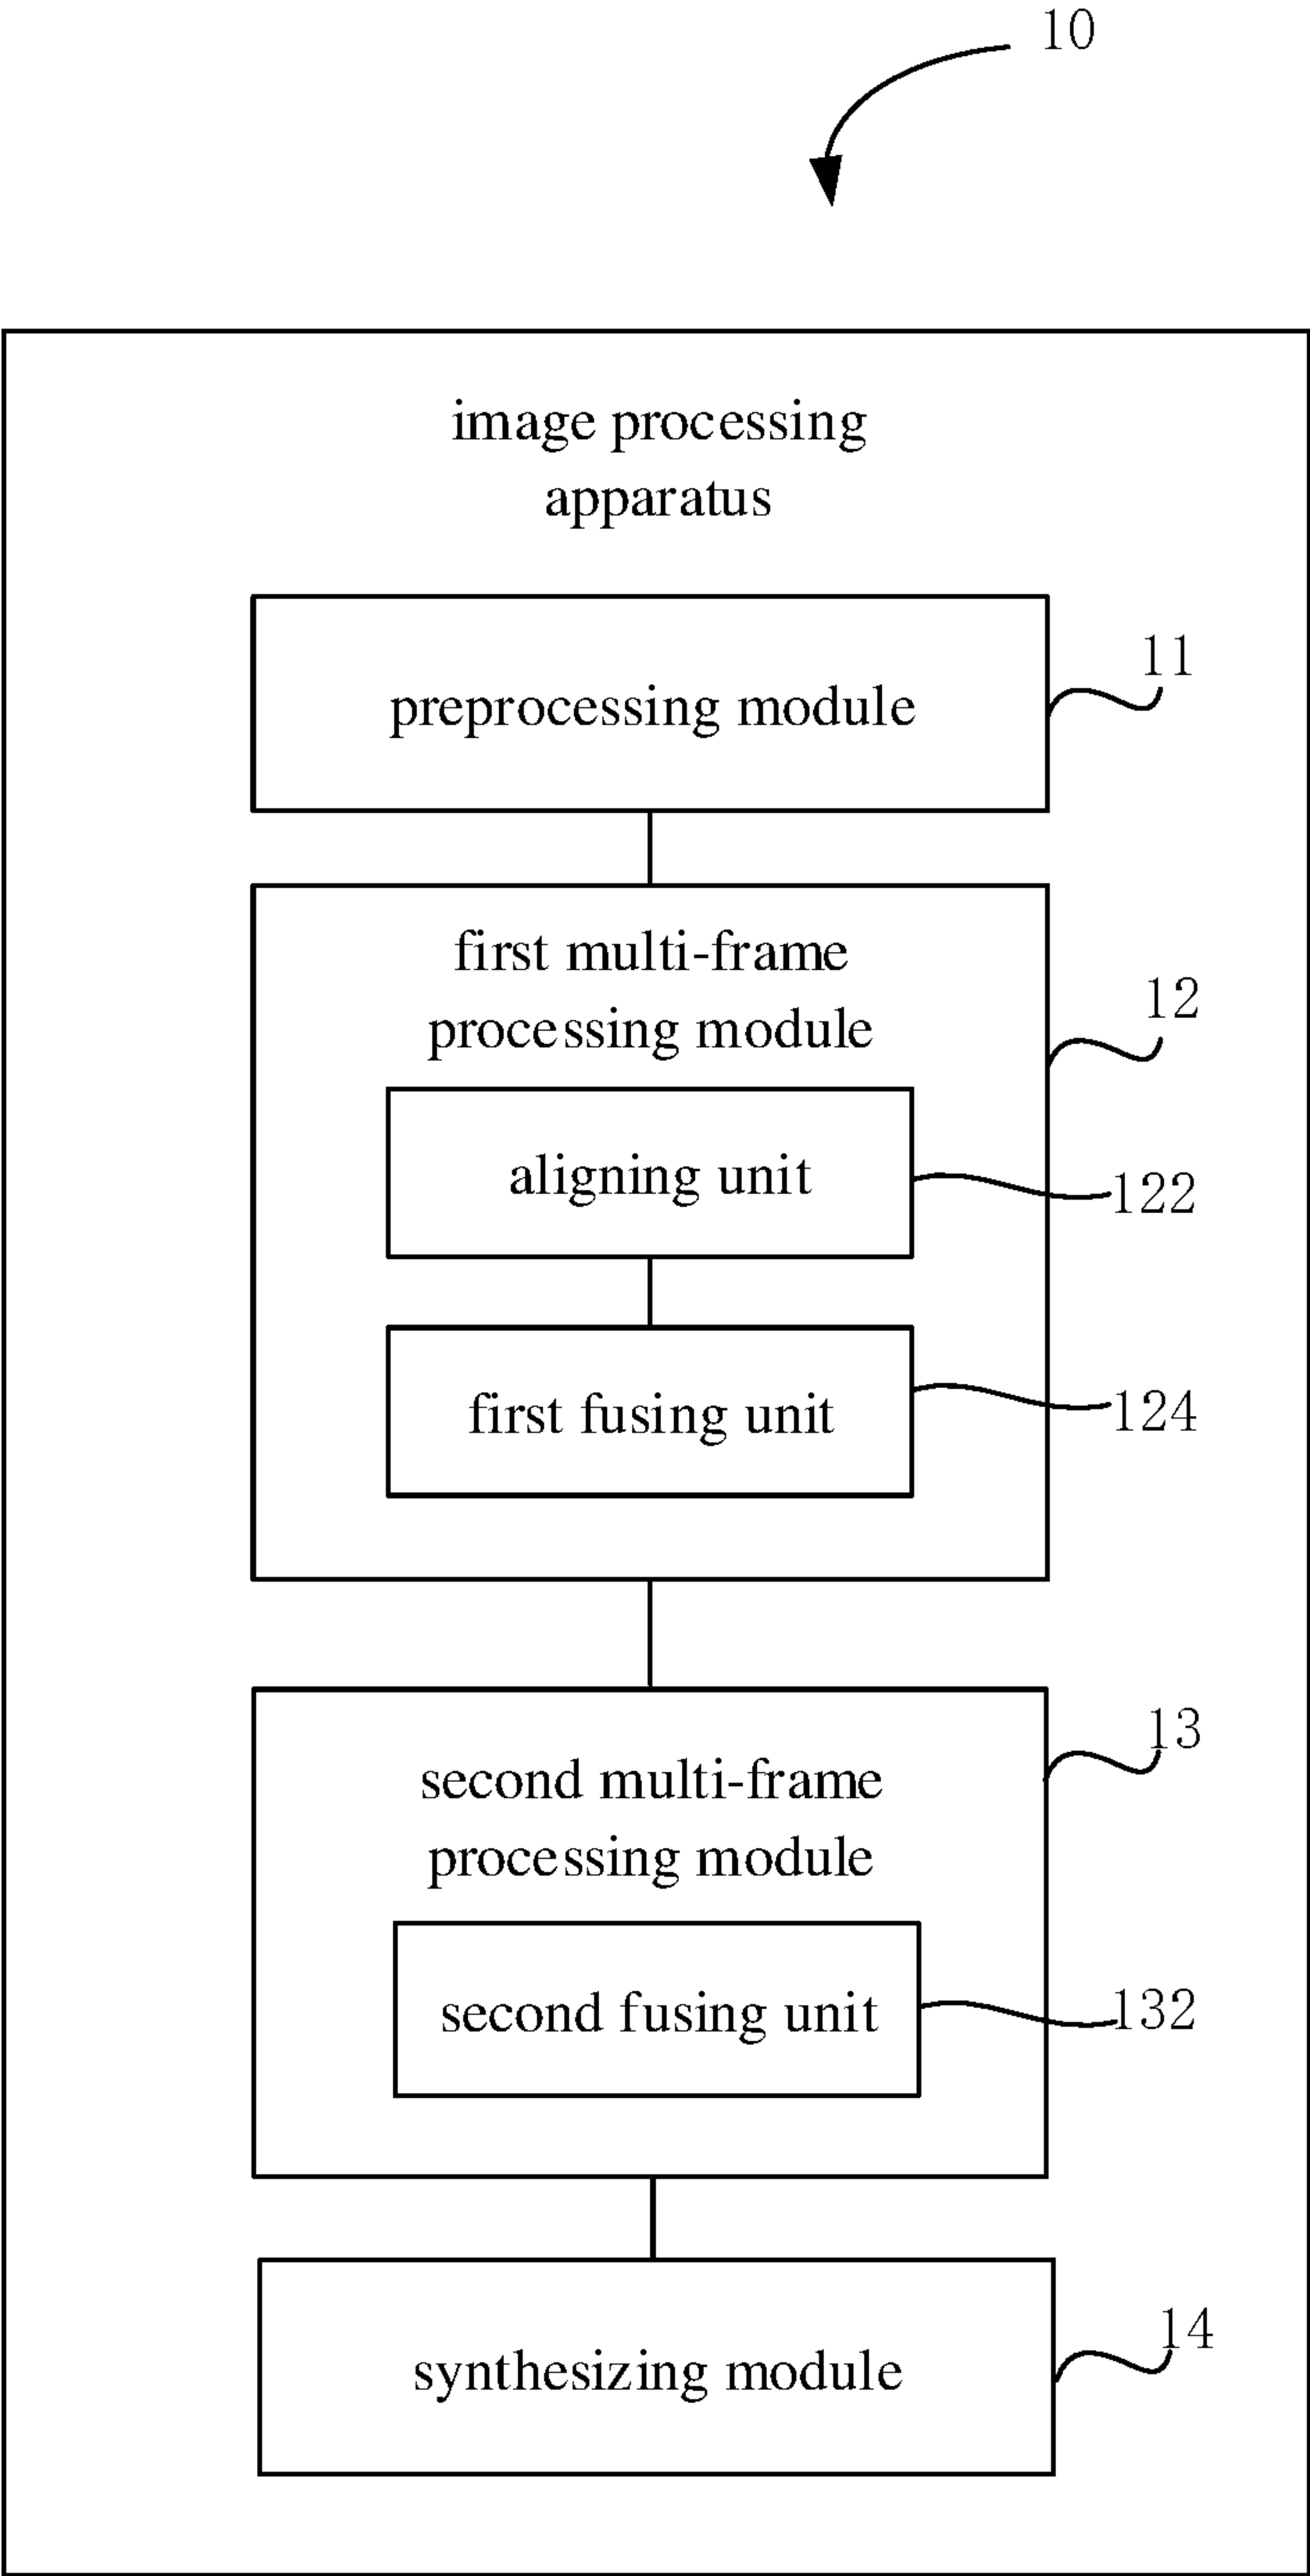 10
image processing
apparatus
preprocessing module
11
first multi-frame
processing module
12
aligning unit
122
first fusing unit
124
second multi-frame
processing module
13
second fusing unit
132
synthesizing module
14